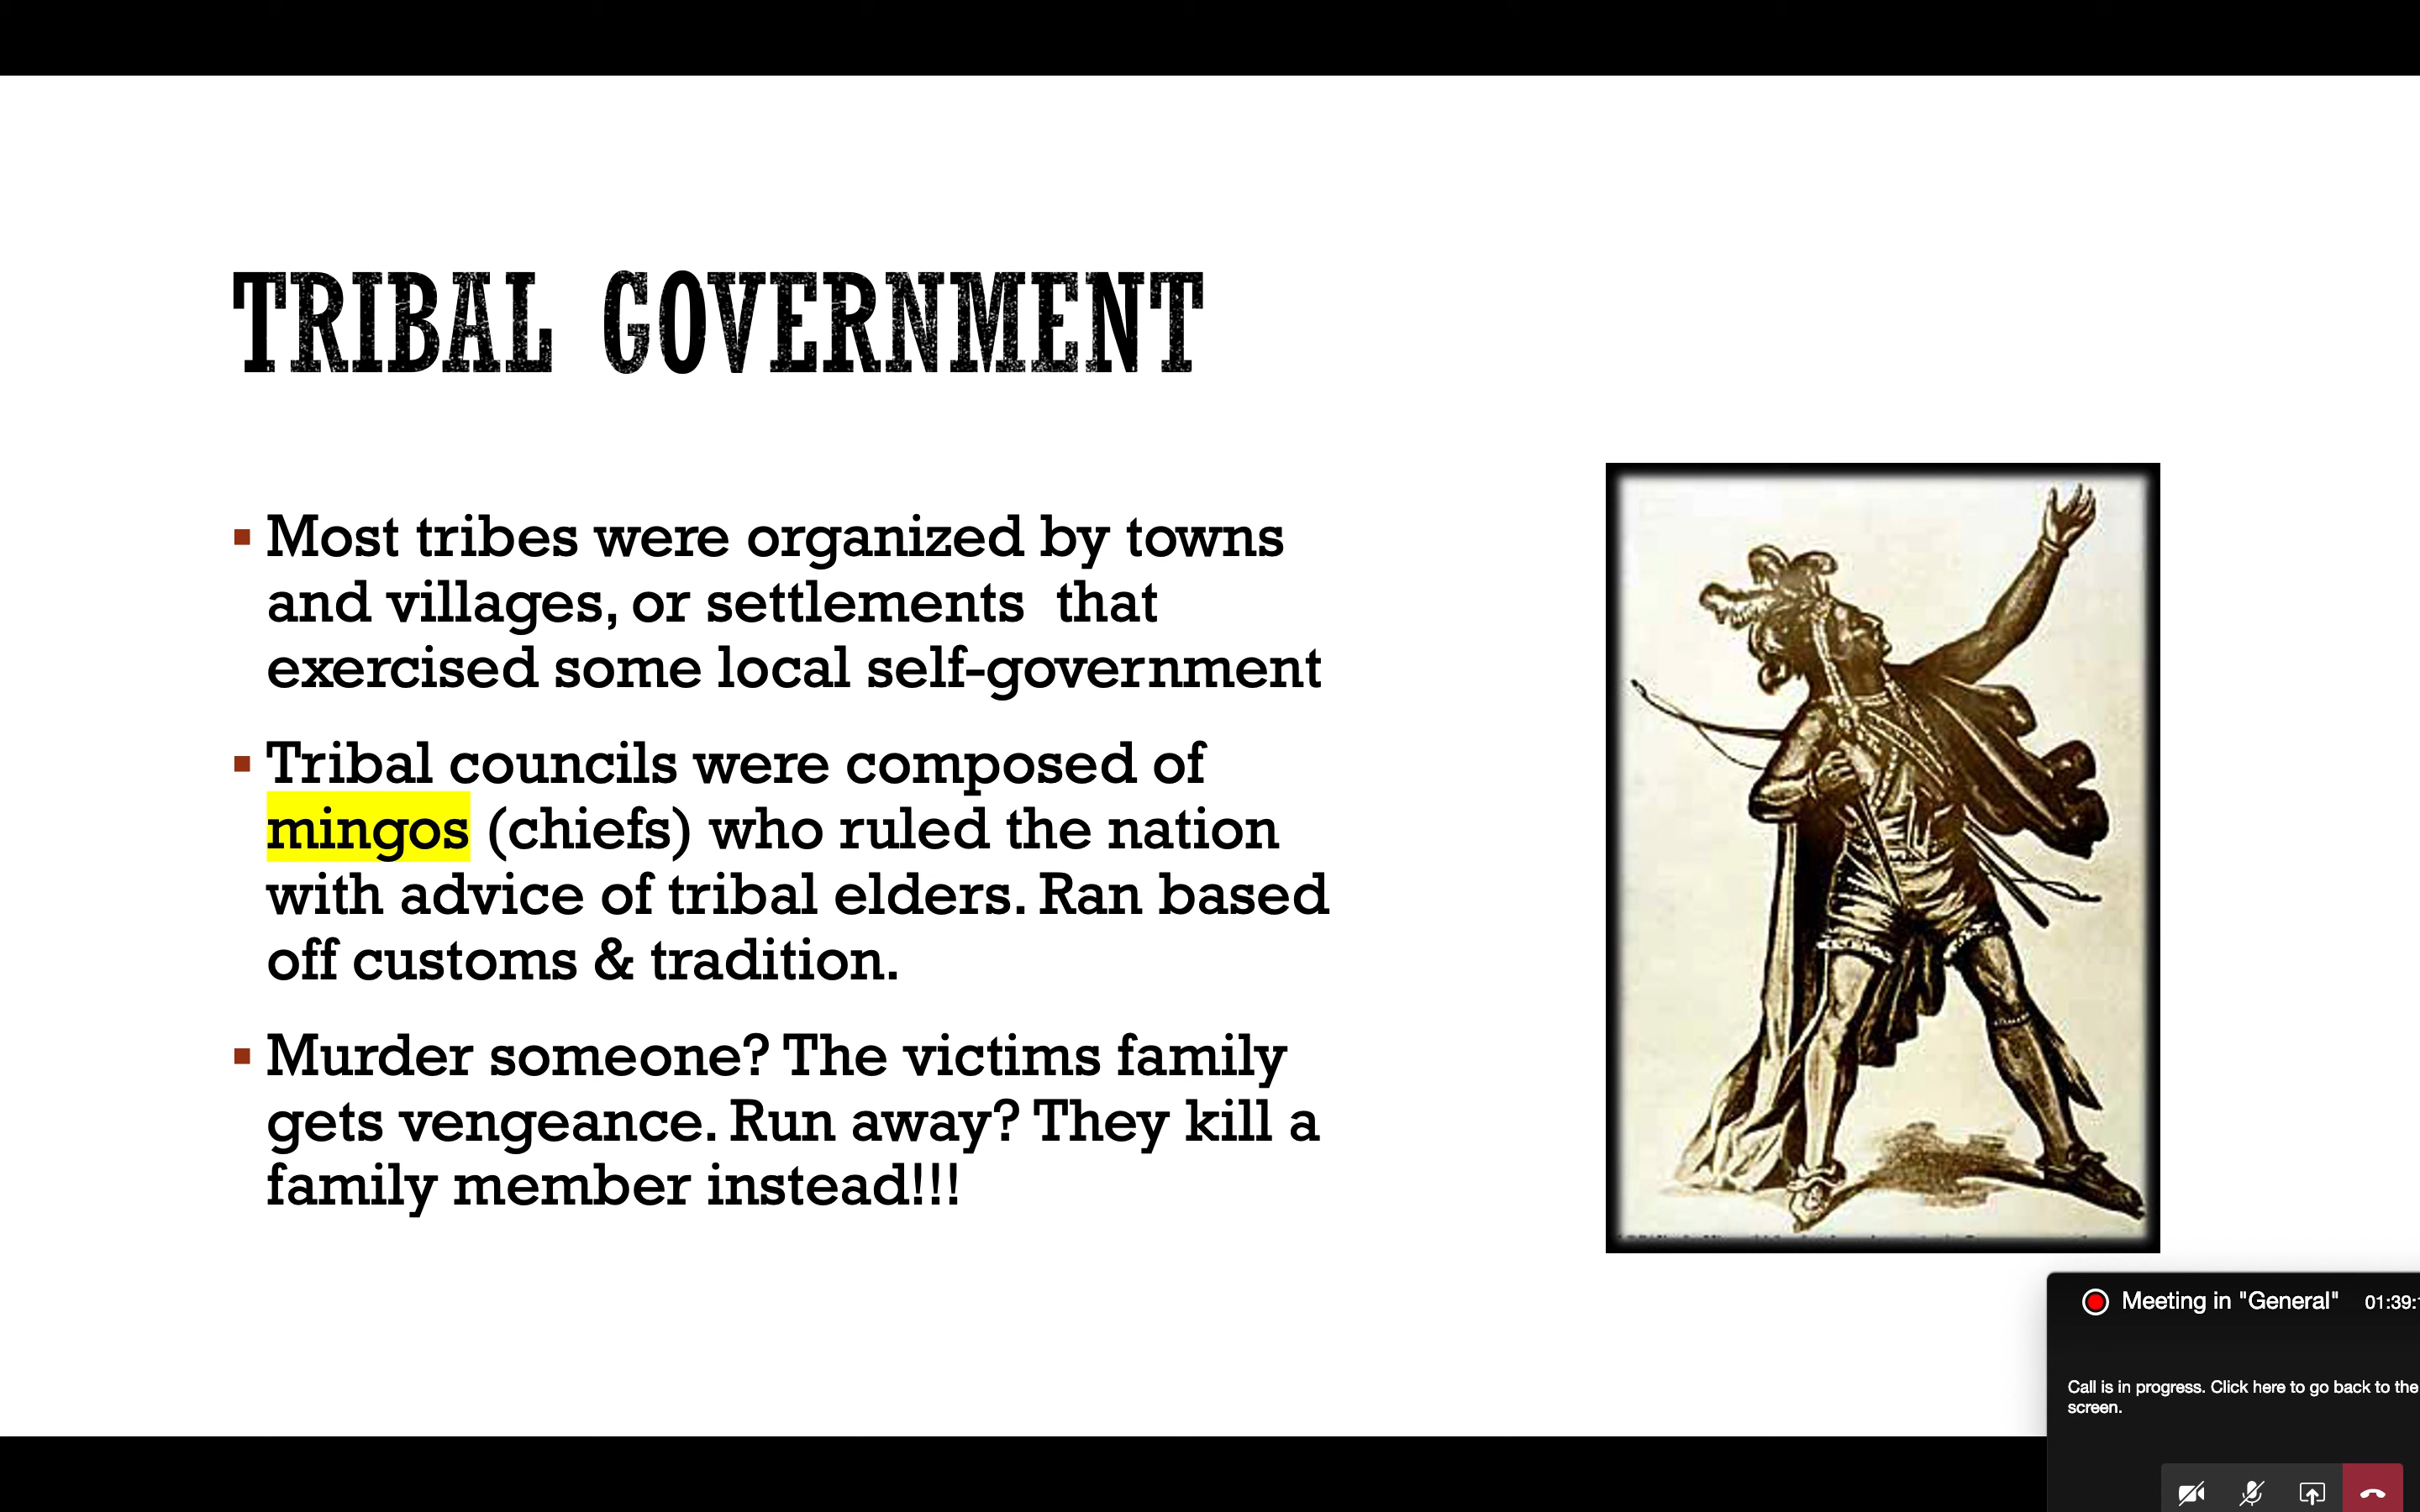 TRIBAL GOVERNMENT
Most tribes were organized by towns
and villages, or settlements that
exercised some local self-government
Tribal councils were composed of
mingos (chiefs) who ruled the nation
with advice of tribal elders. Ran based
off customs & tradition.
Murder someone? The victims family
gets vengeance. Run away? They kill a
family member instead!!!
Meeting in "General" 01:39:
Call is in progress. Click here to go back to the
screen.